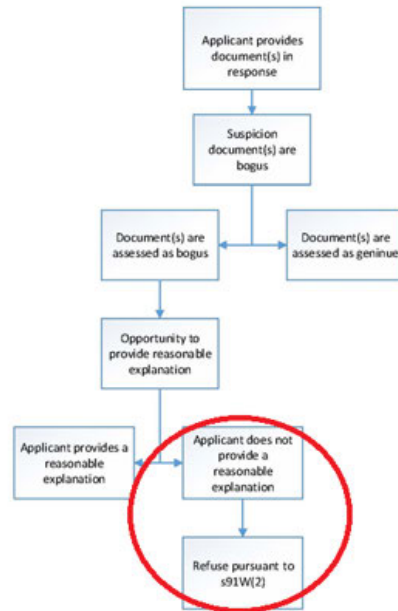 Applicant provides
document(s) in
response
Suspicion
document(s) are
bogus
Document(s) are
assessed as bogus
Document(s) are
assessed as geninue
Opportunity to
provide reasonable
explanation
Applicant provides a
reasonable
explanation
Applicant does not
provide a
reasonable
explanation
Refuse pursuant to
s91W(2)